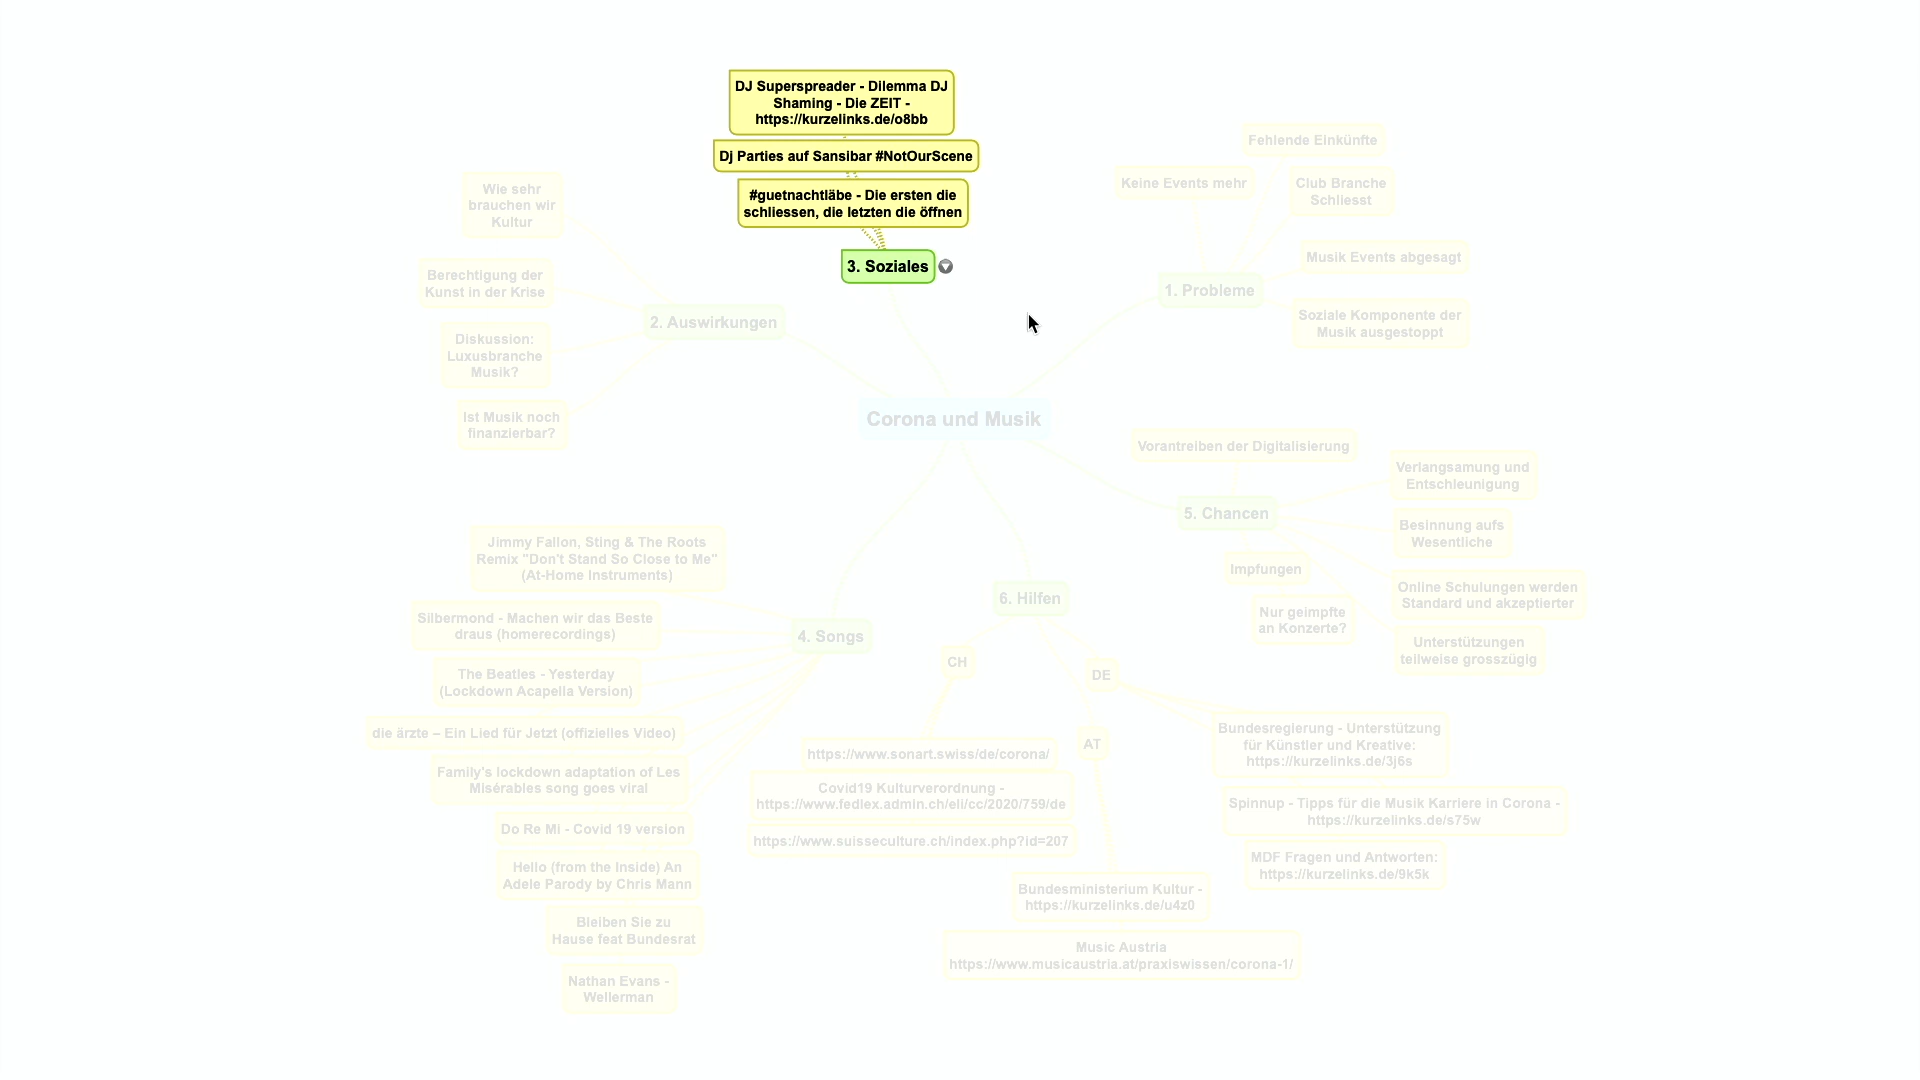 DJ Superspreader - Dilemma DJ
Shaming - Die ZEIT -
https://kurzelinks.de/o8bb
Dj Parties auf Sansibar #NotOurScene
#guetnachtläbe - Die ersten die
schliessen, die letzten die öffnen
3. Soziales
Fehlende Einkünfte
Keine Events mehr
Club Branche
Schliesst
Musik Events abgesagt
1. Probleme
Soziale Komponente der
Musik ausgestoppt
Wie sehr
brauchen wir
Kultur
Berechtigung der
Kunst in der Krise
2. Auswirkungen
Diskussion:
Luxusbranche
Musik?
Ist Musik noch
finanzierbar?
Corona und Musik
Vorantreiben der Digitalisierung
Verlangsamung und
Entschleunigung
5. Chancen
Besinnung aufs
Wesentliche
Impfungen
Online Schulungen werden
Standard und akzeptierter
Nur geimpfte
an Konzerte?
Unterstützungen
teilweise grosszügig
Jimmy Fallon, Sting & The Roots
Remix "Don't Stand So Close to Me"
(At-Home Instruments)
Silbermond - Machen wir das Beste
draus (homerecordings)
4. Songs
The Beatles - Yesterday
(Lockdown Acapella Version)
die ärzte – Ein Lied für Jetzt (offizielles Video)
Family's lockdown adaptation of Les
Misérables song goes viral
Do Re Mi - Covid 19 version
Hello (from the Inside) An
Adele Parody by Chris Mann
Bleiben Sie zu
Hause feat Bundesrat
Nathan Evans -
Wellerman
6. Hilfen
CH
https://www.sonart.swiss/de/corona/
Covid19 Kulturverordnung -
https://www.fedlex.admin.ch/eli/cc/2020/759/de
https://www.suisseculture.ch/index.php?id=207
DE
Bundesregierung - Unterstützung
für Künstler und Kreative:
https://kurzelinks.de/3j6s
Spinnup - Tipps für die Musik Karriere in Corona -
https://kurzelinks.de/s75w
MDF Fragen und Antworten:
https://kurzelinks.de/9k5k
AT
Bundesministerium Kultur -
https://kurzelinks.de/u4z0
Music Austria
https://www.musicaustria.at/praxiswissen/corona-1/